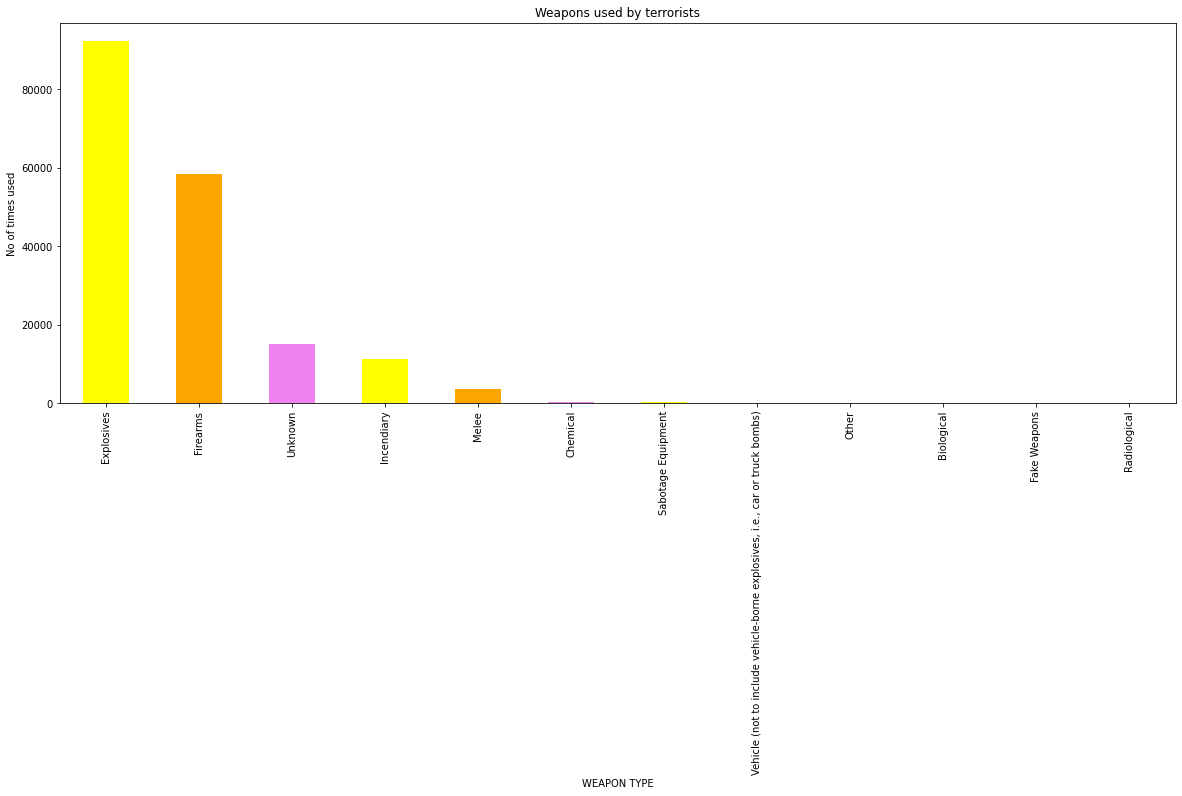 Weapons used by terrorists
No of times used
80000
60000
40000
20000
0
Explosives
Firearms
Unknown
Incendiary
Melee
Chemical
Sabotage Equipment
Vehicle (not to include vehicle-borne explosives, i.e., car or truck bombs)
Other
Biological
Fake Weapons
Radiological
WEAPON TYPE